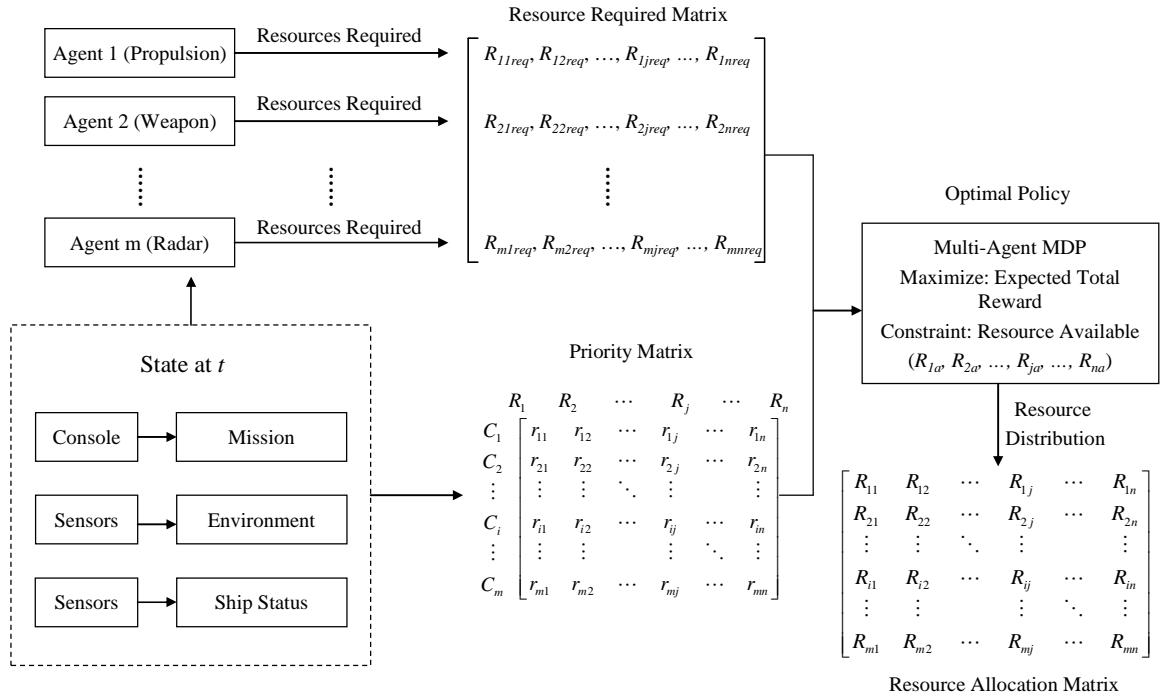 Resource Required Matrix
Agent 1 (Propulsion)
Resources Required
R11req, R12req, …, R1jreq, ..., R1nreq
Agent 2 (Weapon)
Resources Required
R21req, R22req, …, R2jreq, ..., R2nreq
Agent m (Radar)
Resources Required
Rm1req, Rm2req, …, Rmjreq, ..., Rmnreq
State at t
Console
Mission
Sensors
Environment
Sensors
Ship Status
Priority Matrix
R1 R2 ⋯ Rj ⋯ Rn
C1 r11 r12 ⋯ r1j ⋯ r1n
C2 r21 r22 ⋯ r2j ⋯ r2n
⋮ ⋮ ⋮ ⋱ ⋮ ⋮
Ci ri1 ri2 ⋯ rij ⋯ rin
⋮ ⋮ ⋮ ⋮ ⋱ ⋮
Cm rm1 rm2 ⋯ rmj ⋯ rmn
Optimal Policy
Multi-Agent MDP
Maximize: Expected Total
Reward
Constraint: Resource Available
(R1a, R2a, ..., Rja, ..., Rna)
Resource
Distribution
R11 R12 ⋯ R1j ⋯ R1n
R21 R22 ⋯ R2j ⋯ R2n
⋮ ⋮ ⋱ ⋮ ⋮
Ri1 Ri2 ⋯ Rij ⋯ Rin
⋮ ⋮ ⋮ ⋱ ⋮
Rm1 Rm2 ⋯ Rmj ⋯ Rmn
Resource Allocation Matrix